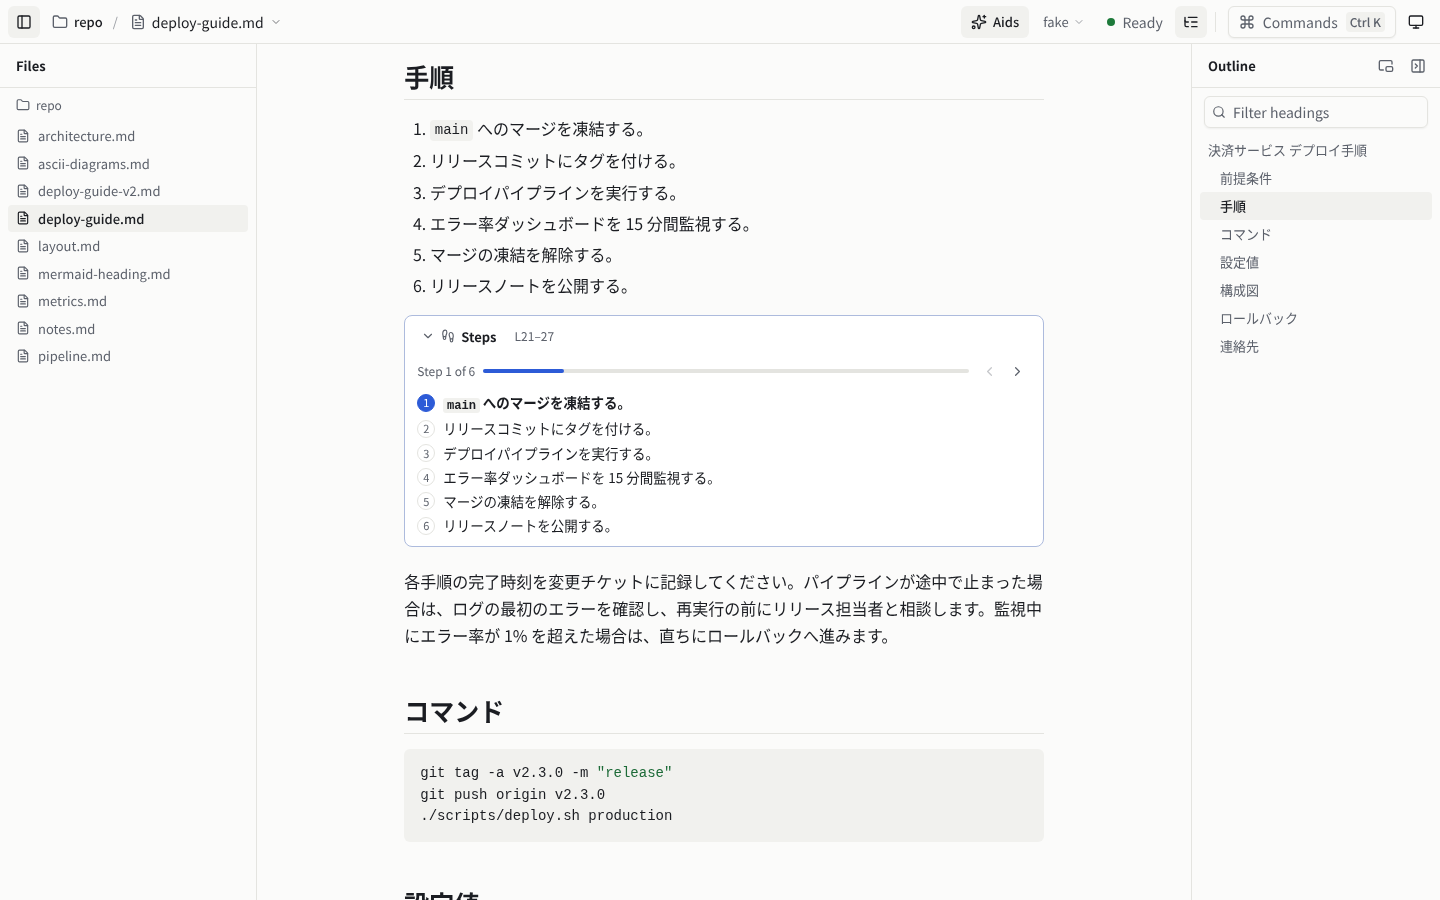 repo / deploy-guide.md
Aids
fake
Ready
Commands Ctrl K
Files
repo
architecture.md
ascii-diagrams.md
deploy-guide-v2.md
deploy-guide.md
layout.md
mermaid-heading.md
metrics.md
notes.md
pipeline.md
手順
1. main へのマージを凍結する。
2. リリースコミットにタグを付ける。
3. デプロイパイプラインを実行する。
4. エラー率ダッシュボードを 15 分間監視する。
5. マージの凍結を解除する。
6. リリースノートを公開する。
Steps L21–27
Step 1 of 6
1 main へのマージを凍結する。
2 リリースコミットにタグを付ける。
3 デプロイパイプラインを実行する。
4 エラー率ダッシュボードを 15 分間監視する。
5 マージの凍結を解除する。
6 リリースノートを公開する。
各手順の完了時刻を変更チケットに記録してください。パイプラインが途中で止まった場
合は、ログの最初のエラーを確認し、再実行の前にリリース担当者と相談します。監視中
にエラー率が 1% を超えた場合は、直ちにロールバックへ進みます。
コマンド
git tag -a v2.3.0 -m "release"
git push origin v2.3.0
./scripts/deploy.sh production
設定値
Outline
Filter headings
決済サービス デプロイ手順
前提条件
手順
コマンド
設定値
構成図
ロールバック
連絡先